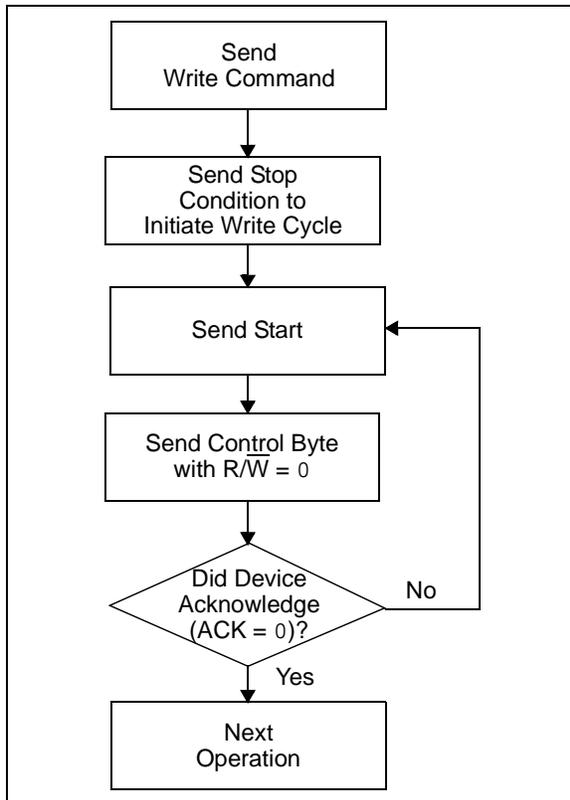 Send
Write Command
Send Stop
Condition to
Initiate Write Cycle
Send Start
Send Control Byte
with R/W̅ = 0
Did Device
Acknowledge
(ACK = 0)?
No
Yes
Next
Operation